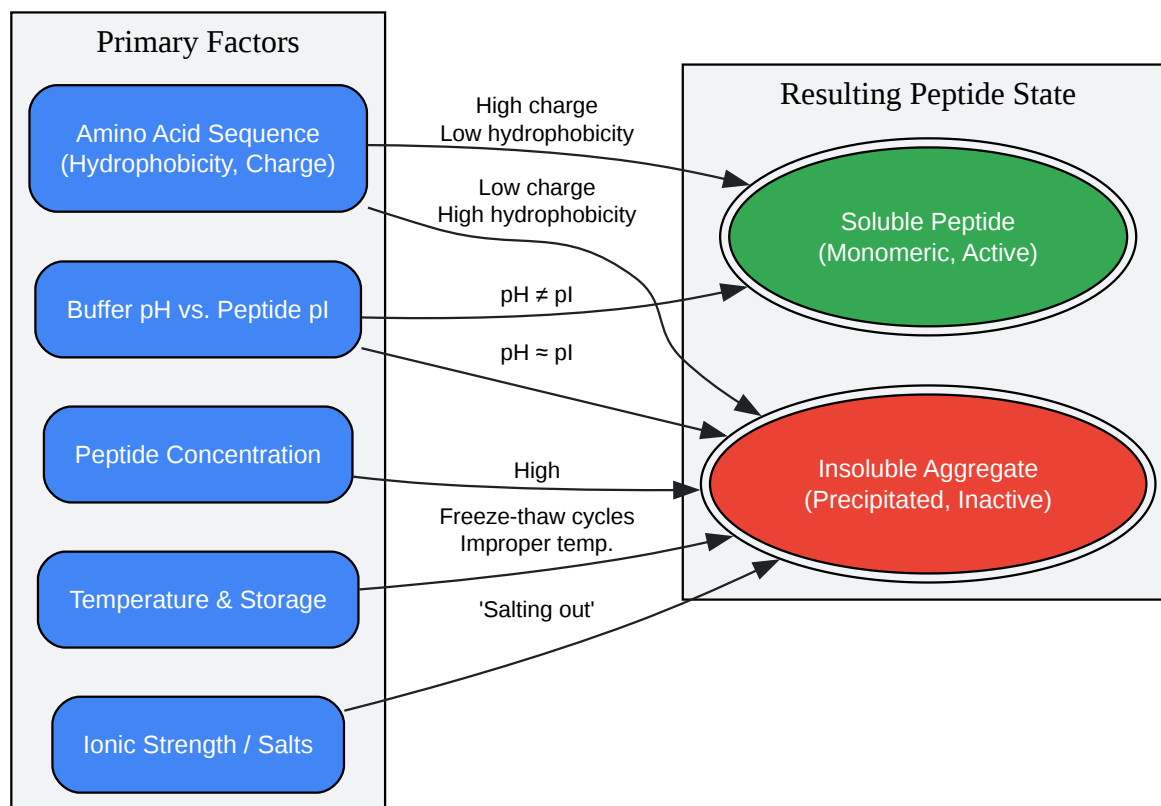 Primary Factors
Amino Acid Sequence
(Hydrophobicity, Charge)
Buffer pH vs. Peptide pI
Peptide Concentration
Temperature & Storage
Ionic Strength / Salts
High charge
Low hydrophobicity
Low charge
High hydrophobicity
pH ≠ pI
pH ≈ pI
High
Freeze-thaw cycles
Improper temp.
'Salting out'
Resulting Peptide State
Soluble Peptide
(Monomeric, Active)
Insoluble Aggregate
(Precipitated, Inactive)